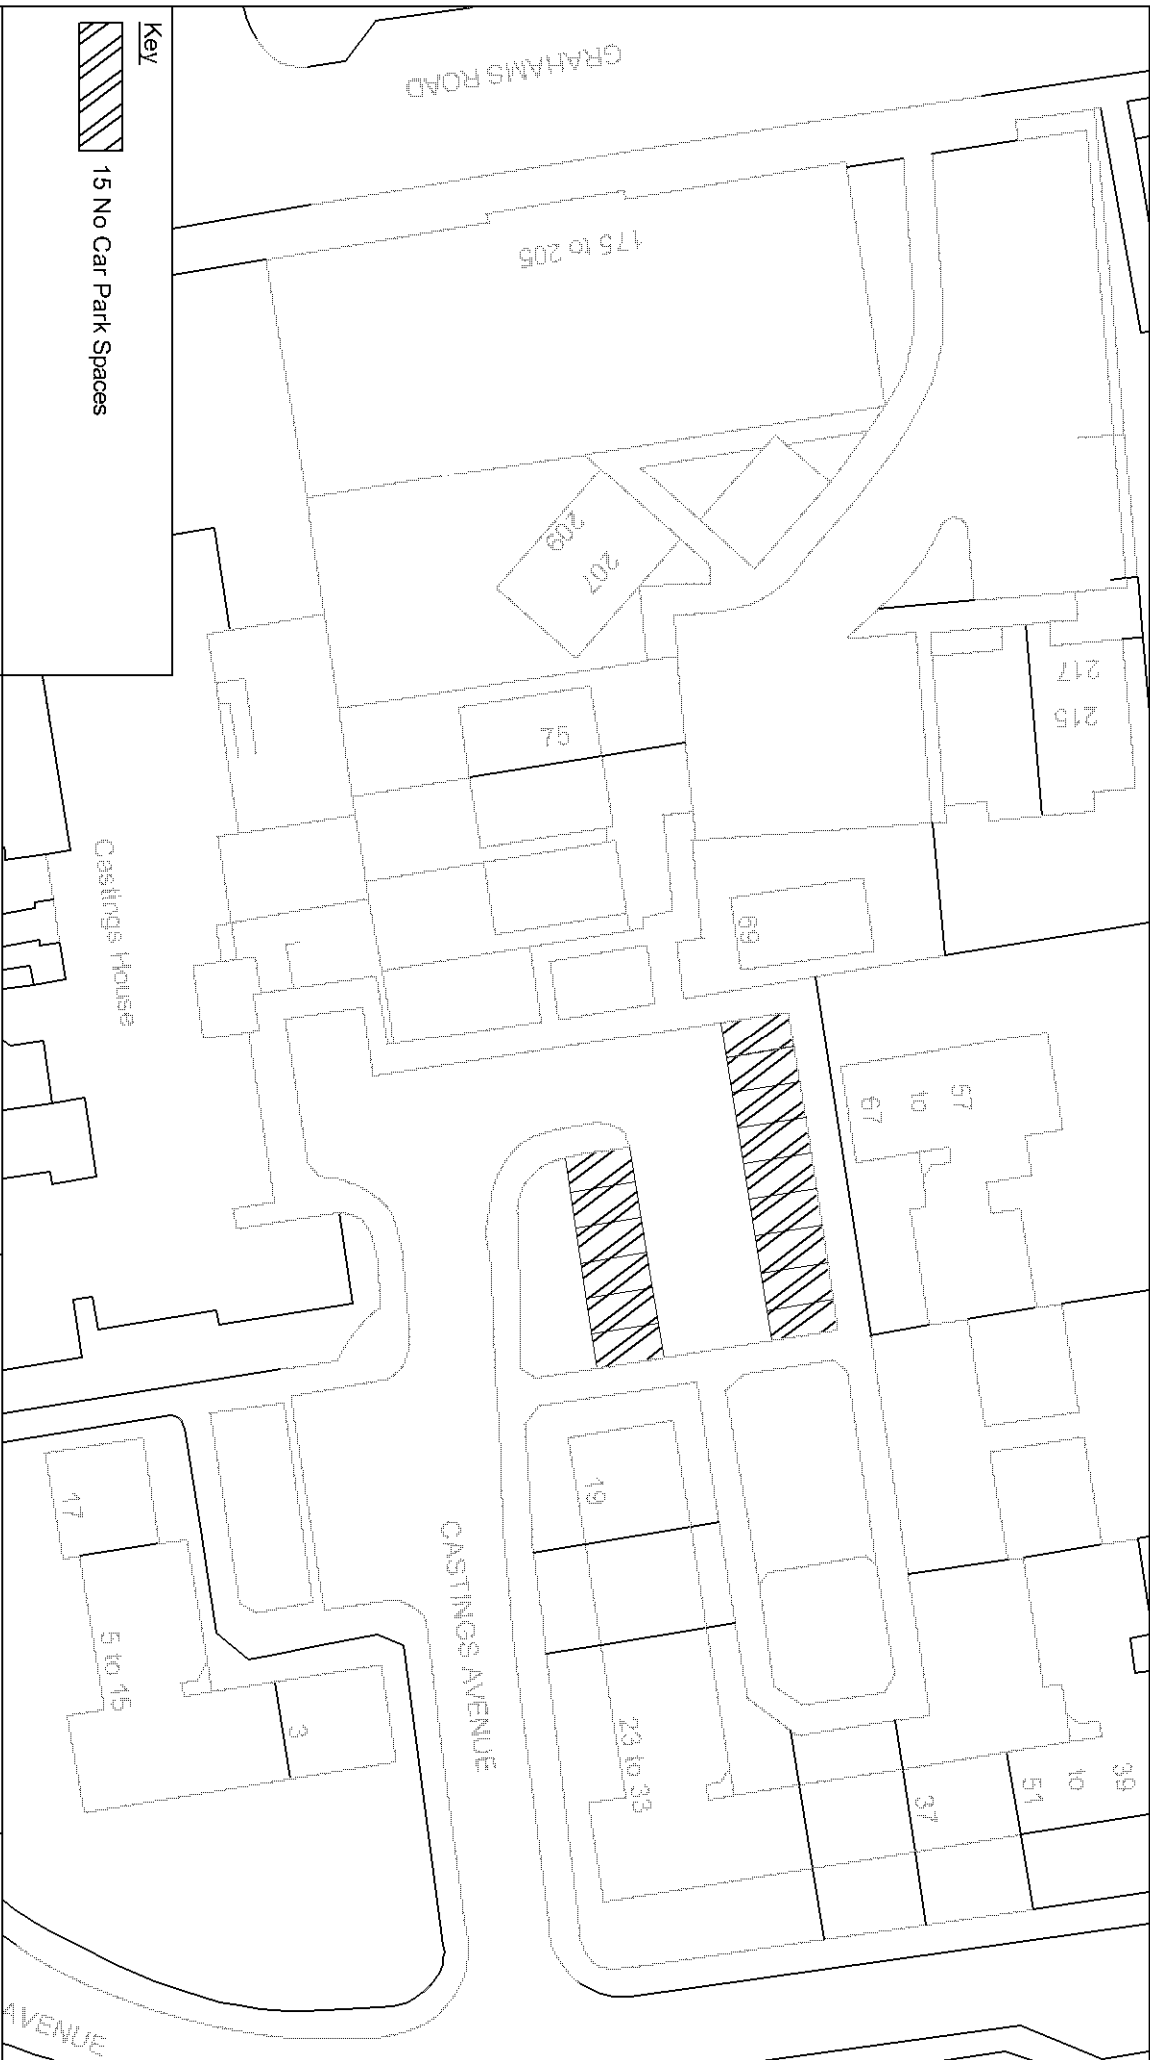 Key
15 No Car Park Spaces
GRAHAMS ROAD
175 to 205
209
207
217
215
75
69
57
to
67
Castings House
19
17
5 to 15
3
CASTINGS AVENUE
23 to 33
37
39
to
51
AVENUE